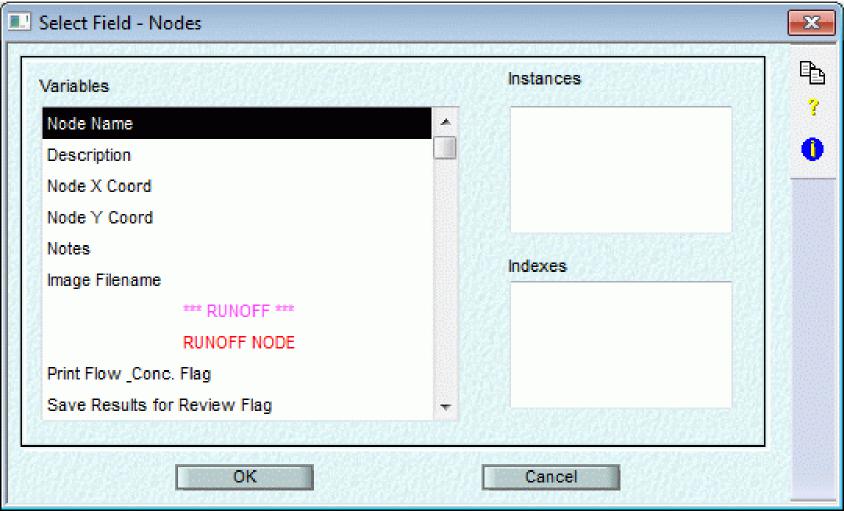 Select Field - Nodes
Variables
Node Name
Description
Node X Coord
Node Y Coord
Notes
Image Filename
*** RUNOFF ***
RUNOFF NODE
Print Flow _Conc. Flag
Save Results for Review Flag
Instances
Indexes
?
i
OK
Cancel